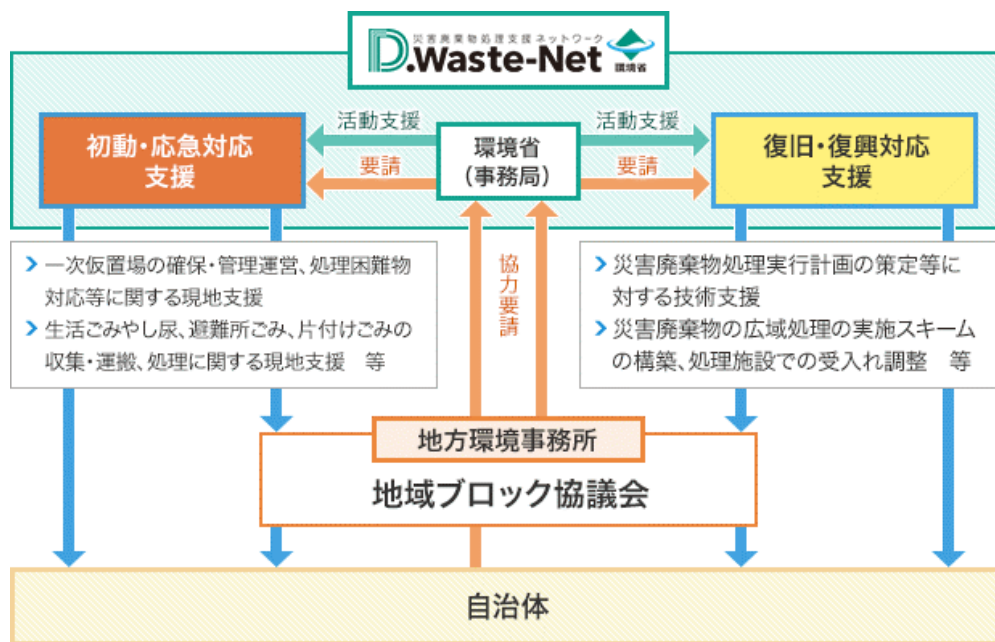 災害廃棄物処理支援ネットワーク
D.Waste-Net
環境省
初動・応急対応
支援
活動支援
要請
環境省
(事務局)
活動支援
要請
復旧・復興対応
支援
一次仮置場の確保・管理運営、処理困難物
対応等に関する現地支援
生活ごみやし尿、避難所ごみ、片付けごみの
収集・運搬、処理に関する現地支援 等
協力要請
災害廃棄物処理実行計画の策定等に
対する技術支援
災害廃棄物の広域処理の実施スキーム
の構築、処理施設での受入れ調整 等
地方環境事務所
地域ブロック協議会
自治体